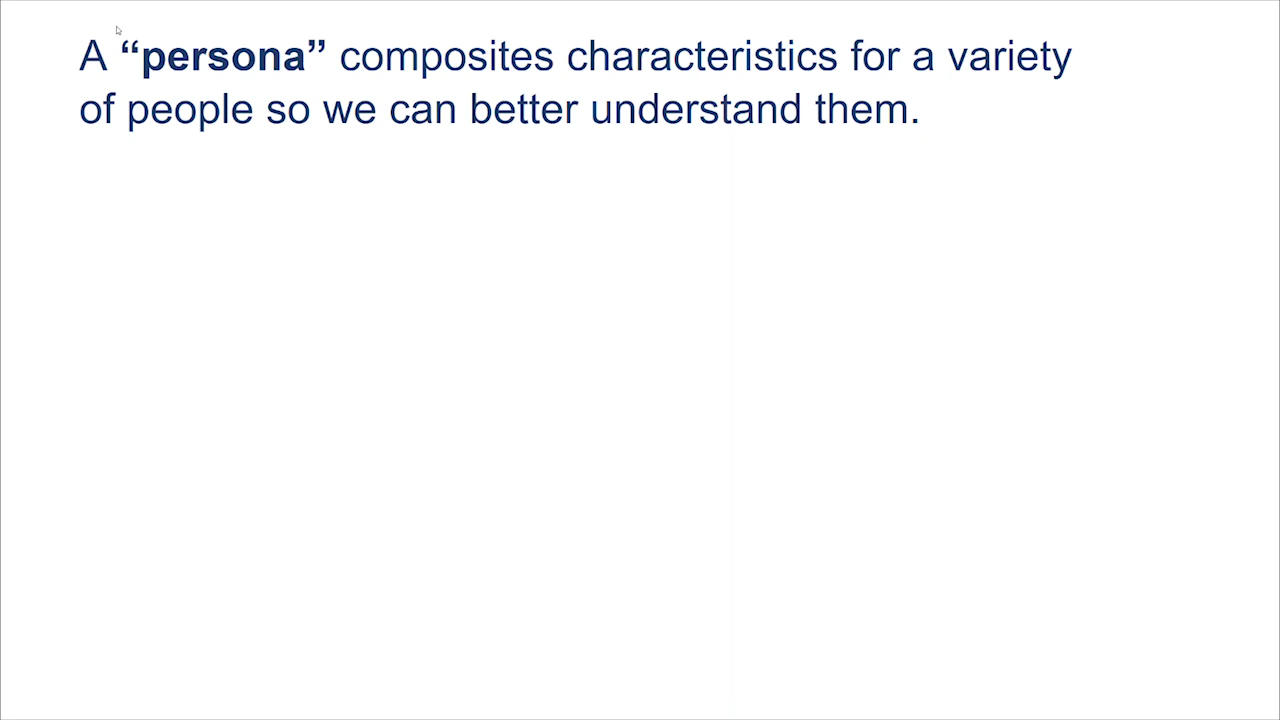 A “persona” composites characteristics for a variety
of people so we can better understand them.